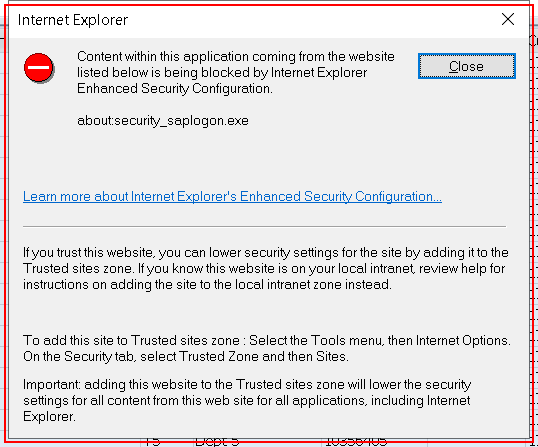 Internet Explorer
Content within this application coming from the website
listed below is being blocked by Internet Explorer
Enhanced Security Configuration.
Close
about:security_saplogon.exe
Learn more about Internet Explorer's Enhanced Security Configuration...
If you trust this website, you can lower security settings for the site by adding it to the
Trusted sites zone. If you know this website is on your local intranet, review help for
instructions on adding the site to the local intranet zone instead.
To add this site to Trusted sites zone : Select the Tools menu, then Internet Options.
On the Security tab, select Trusted Zone and then Sites.
Important: adding this website to the Trusted sites zone will lower the security
settings for all content from this web site for all applications, including Internet
Explorer.